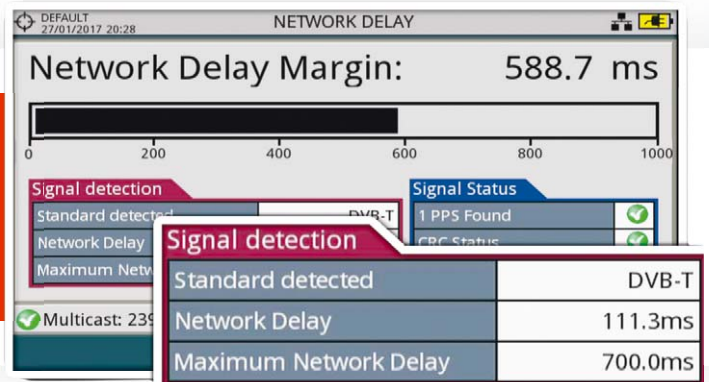 DEFAULT
27/01/2017 20:28
NETWORK DELAY
Network Delay Margin: 588.7 ms
0 200 400 600 800 1000
Signal detection
Standard detected DVB-T
Network Delay
Maximum
Signal Status
1 PPS Found
CRC Status
Multicast:
Signal detection
Standard detected DVB-T
Network Delay 111.3ms
Maximum Network Delay 700.0ms